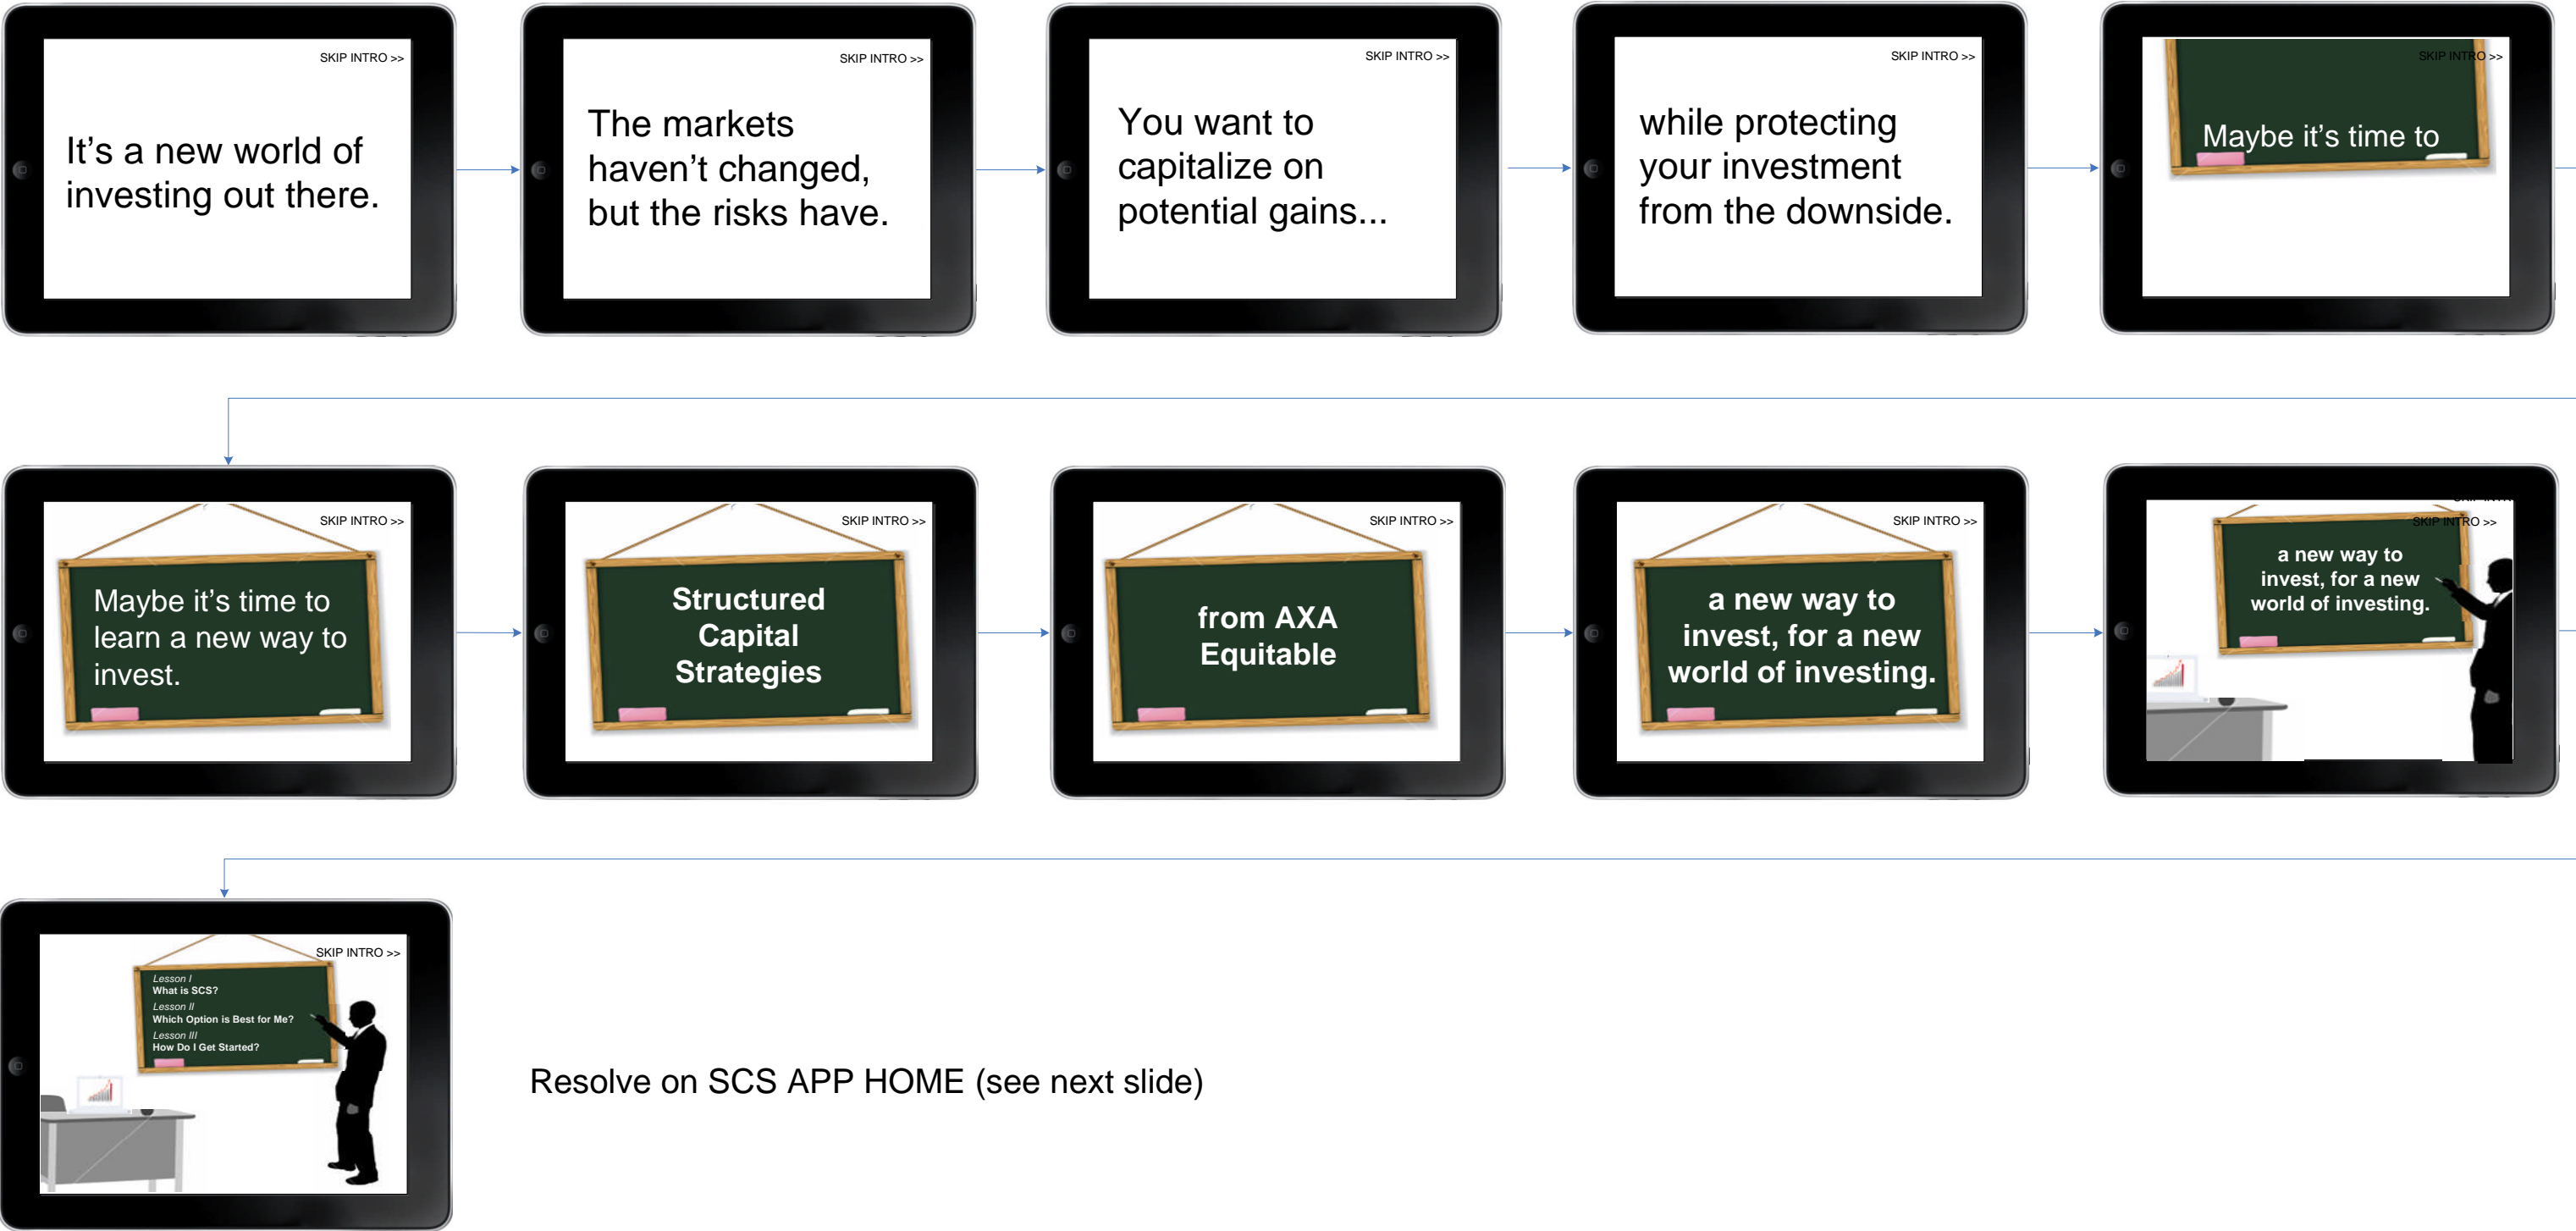 SKIP INTRO >>
It's a new world of
investing out there.
SKIP INTRO >>
The markets
haven't changed,
but the risks have.
SKIP INTRO >>
You want to
capitalize on
potential gains...
SKIP INTRO >>
while protecting
your investment
from the downside.
SKIP INTRO >>
Maybe it's time to
SKIP INTRO >>
Maybe it's time to
learn a new way to
invest.
SKIP INTRO >>
Structured
Capital
Strategies
SKIP INTRO >>
from AXA
Equitable
SKIP INTRO >>
a new way to
invest, for a new
world of investing.
SKIP INTRO >>
a new way to
invest, for a new
world of investing.
SKIP INTRO >>
Lesson I
What is SCS?
Lesson II
Which Option is Best for Me?
Lesson III
How Do I Get Started?
Resolve on SCS APP HOME (see next slide)